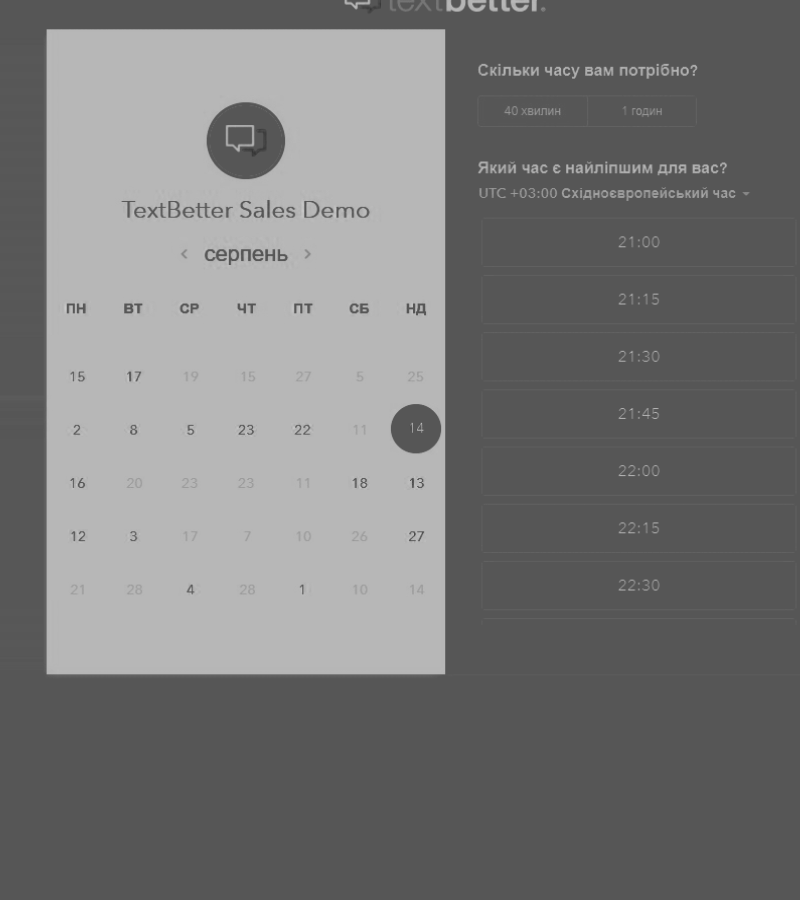 textbetter.
TextBetter Sales Demo
< серпень >
ПН ВТ СР ЧТ ПТ СБ НД
15 17 19 15 27 5 25
2 8 5 23 22 11 14
16 20 23 23 11 18 13
12 3 17 7 10 26 27
21 28 4 28 1 10 14
Скільки часу вам потрібно?
40 хвилин 1 годин
Який час є найліпшим для вас?
UTC +03:00 Східноєвропейський час
21:00
21:15
21:30
21:45
22:00
22:15
22:30